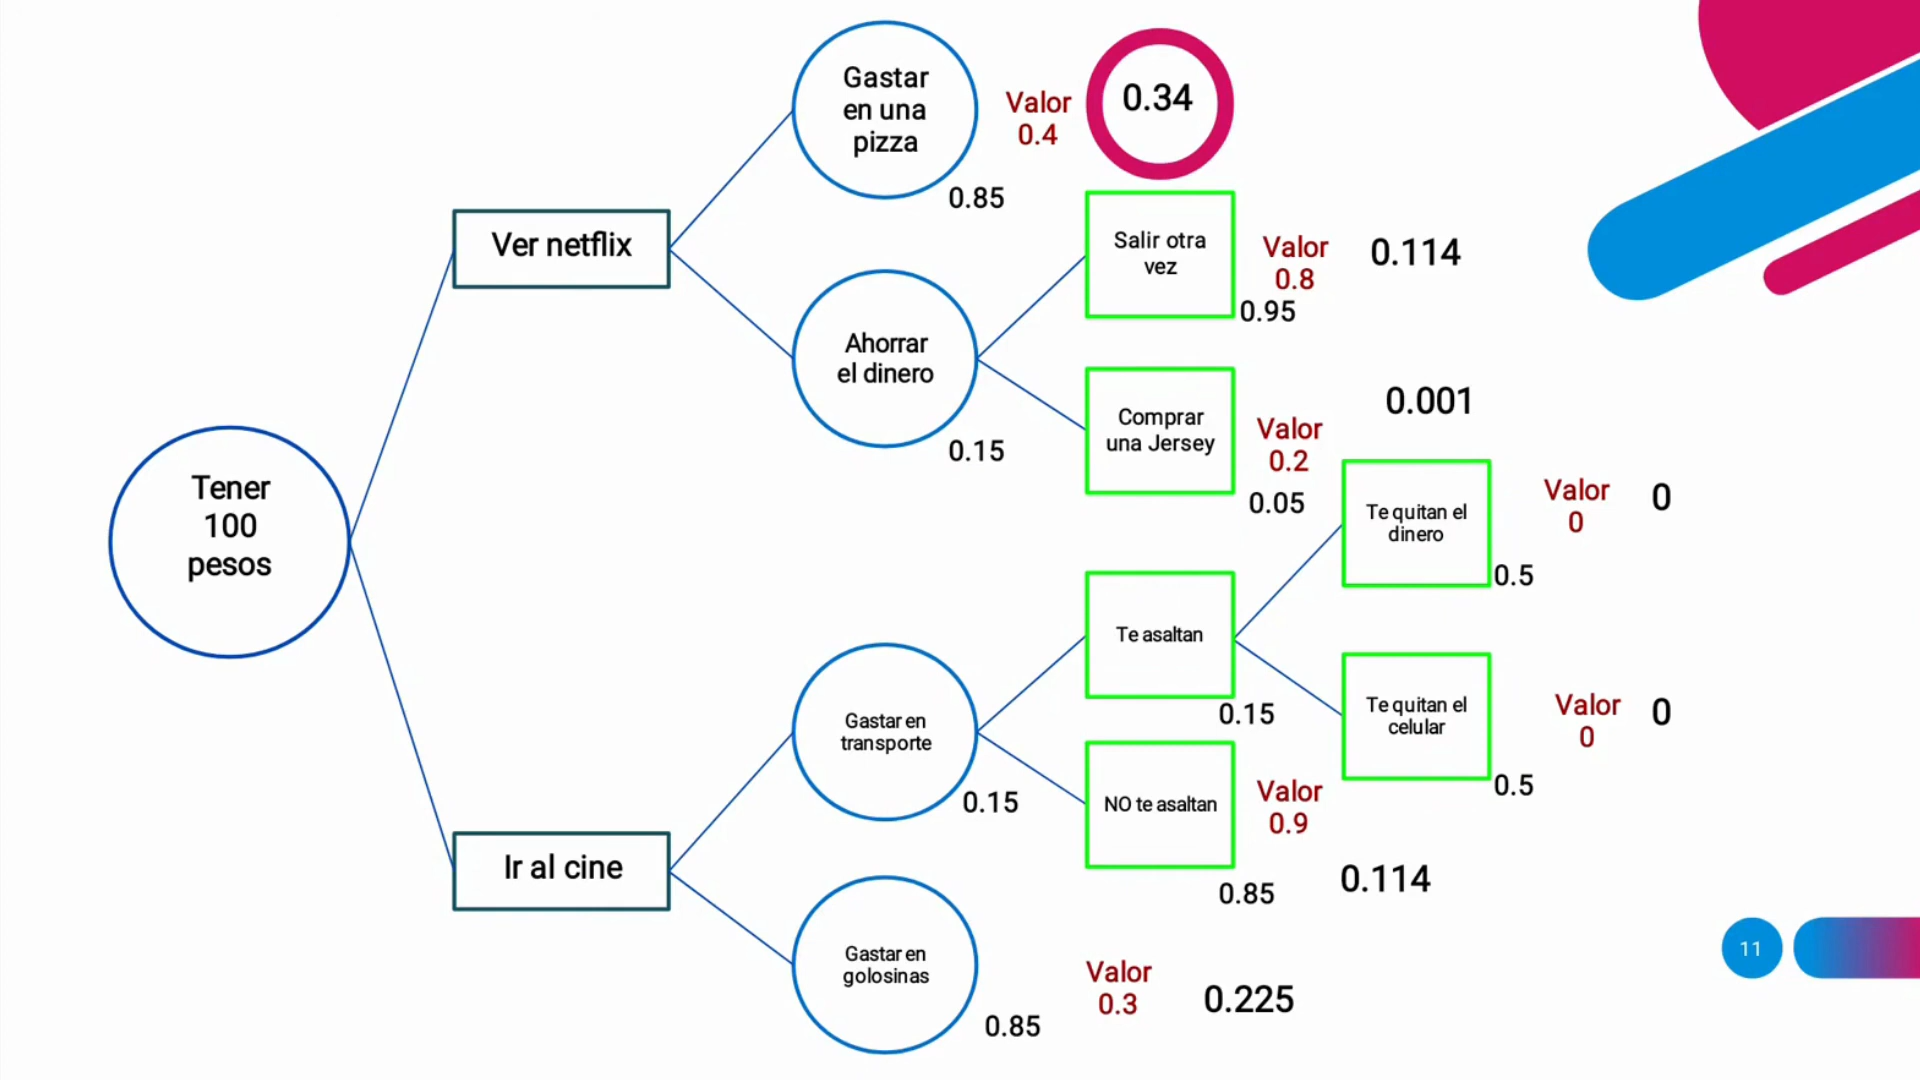 Tener
100
pesos
Ver netflix
Ir al cine
Gastar
en una
pizza
0.85
Valor
0.4
0.34
Ahorrar
el dinero
0.15
Salir otra
vez
0.95
Valor
0.8
0.114
Comprar
una Jersey
0.05
Valor
0.2
0.001
Gastar en
transporte
0.15
Te asaltan
0.15
Te quitan el
dinero
0.5
Valor
0
0
Te quitan el
celular
0.5
Valor
0
0
NO te asaltan
0.85
Valor
0.9
0.114
Gastar en
golosinas
0.85
Valor
0.3
0.225
11